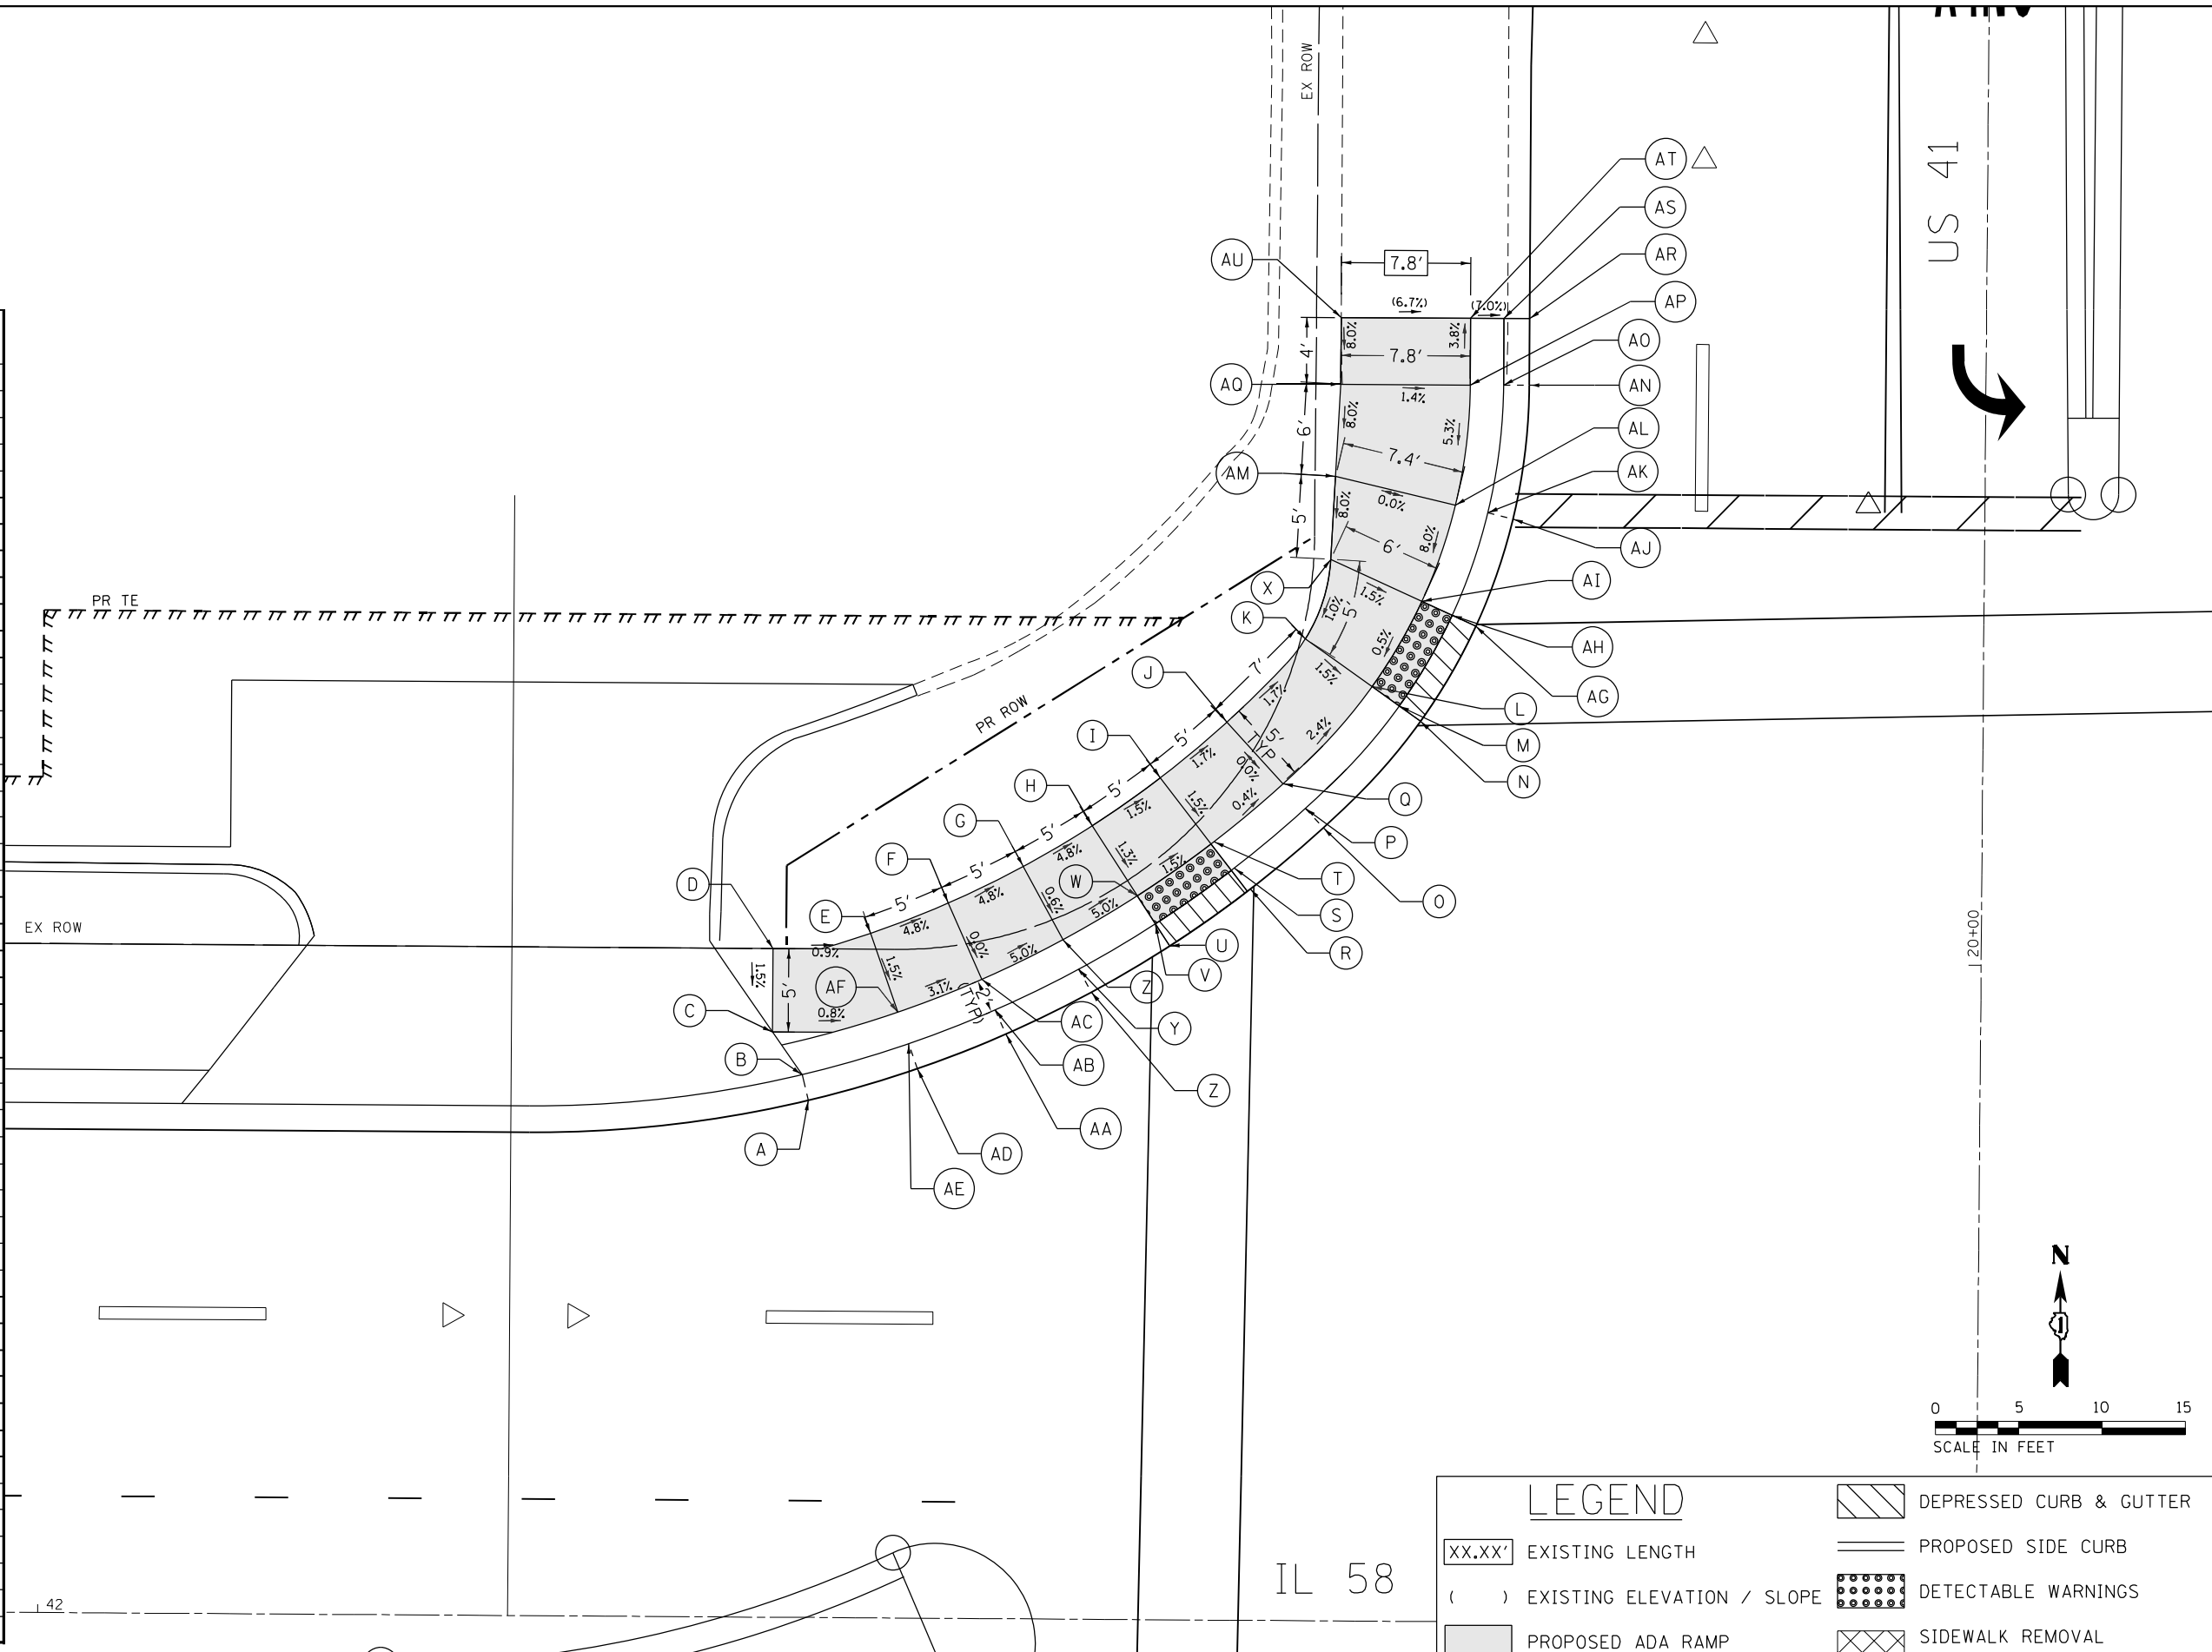 EX ROW
US 41
AT
AS
AR
AP
AO
AN
AL
AK
AJ
AI
AH
AG
AU
7.8'
(6.7%)
(7.0%)
8.0%
3.8%
4'
7.8'
AQ
1.4%
8.0%
6'
5.3%
7.4'
AM
0.0%
8.0%
5'
8.0%
6'
X
1.5%
1.0%
5'
K
0.5%
1.5%
PR TE
J
7'
1.7%
2.4%
5'
TYP
L
M
N
PR ROW
I
5'
1.7%
0.0%
0.4%
Q
P
O
H
5'
1.5%
1.5%
G
5'
4.8%
1.3%
1.5%
W
T
S
R
F
5'
4.8%
0.6%
5.0%
U
V
D
E
5'
4.8%
0.0%
5.0%
Z
Y
Z
EX ROW
0.9%
1.5%
5'
1.5%
AF
3.1%
2'
(TYP)
0.8%
C
B
A
AC
AB
AA
AD
AE
20+00
N
1
0 5 10 15
SCALE IN FEET
42
IL 58
LEGEND
XX.XX' EXISTING LENGTH
( ) EXISTING ELEVATION / SLOPE
PROPOSED ADA RAMP
DEPRESSED CURB & GUTTER
PROPOSED SIDE CURB
DETECTABLE WARNINGS
SIDEWALK REMOVAL